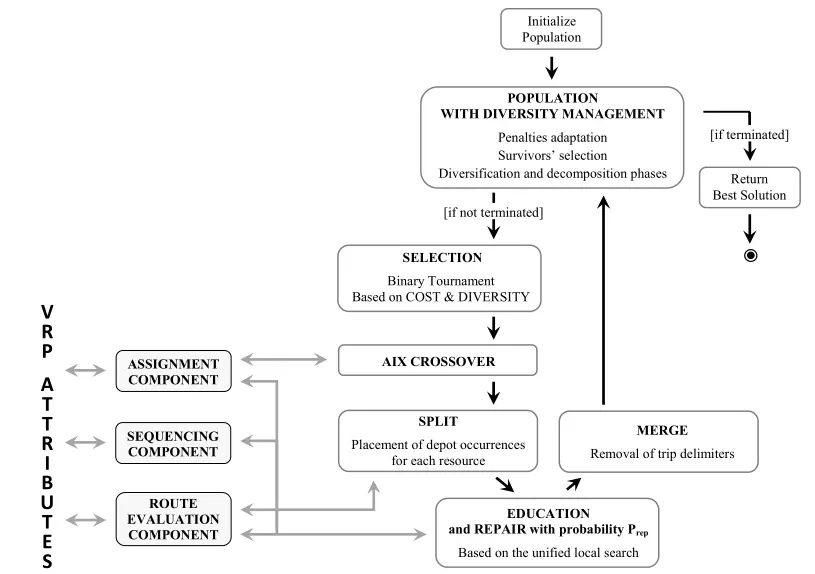 Initialize
Population
POPULATION
WITH DIVERSITY MANAGEMENT
Penalties adaptation
Survivors’ selection
Diversification and decomposition phases
[if terminated]
Return
Best Solution
[if not terminated]
SELECTION
Binary Tournament
Based on COST & DIVERSITY
VRP ATTRIBUTES
ASSIGNMENT
COMPONENT
AIX CROSSOVER
SEQUENCING
COMPONENT
SPLIT
Placement of depot occurrences
for each resource
MERGE
Removal of trip delimiters
ROUTE
EVALUATION
COMPONENT
EDUCATION
and REPAIR with probability Prep
Based on the unified local search